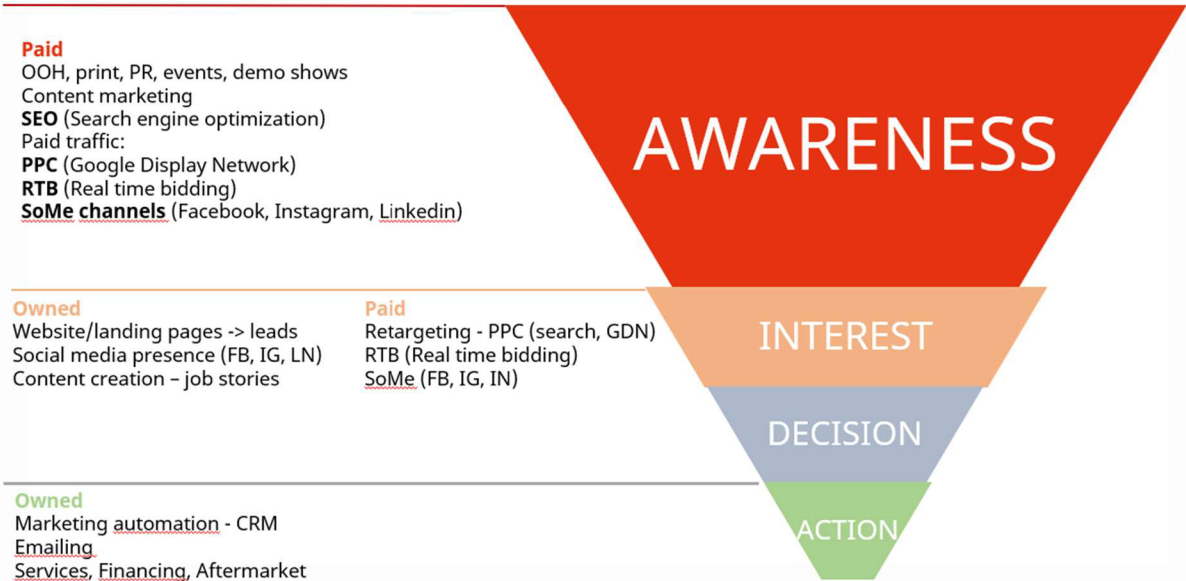 Paid
OOH, print, PR, events, demo shows
Content marketing
SEO (Search engine optimization)
Paid traffic:
PPC (Google Display Network)
RTB (Real time bidding)
SoMe channels (Facebook, Instagram, Linkedin)
AWARENESS
Owned
Website/landing pages -> leads
Social media presence (FB, IG, LN)
Content creation – job stories
Paid
Retargeting - PPC (search, GDN)
RTB (Real time bidding)
SoMe (FB, IG, IN)
INTEREST
DECISION
Owned
Marketing automation - CRM
Emailing
Services, Financing, Aftermarket
ACTION